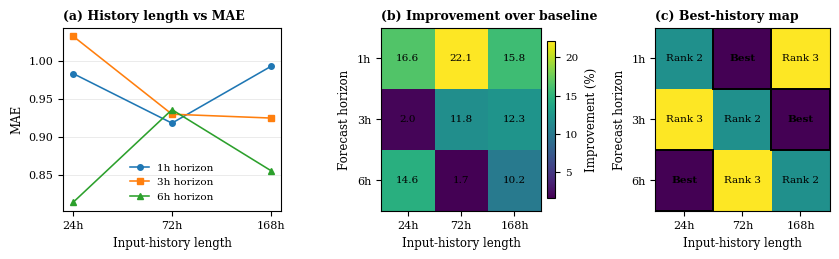 (a) History length vs MAE
1.00
0.95
0.90
0.85
MAE
1h horizon
3h horizon
6h horizon
24h 72h 168h
Input-history length
(b) Improvement over baseline
Forecast horizon
1h 16.6 22.1 15.8
3h 2.0 11.8 12.3
6h 14.6 1.7 10.2
24h 72h 168h
Input-history length
20
15
10
5
Improvement (%)
(c) Best-history map
Forecast horizon
1h Rank 2 Best Rank 3
3h Rank 3 Rank 2 Best
6h Best Rank 3 Rank 2
24h 72h 168h
Input-history length